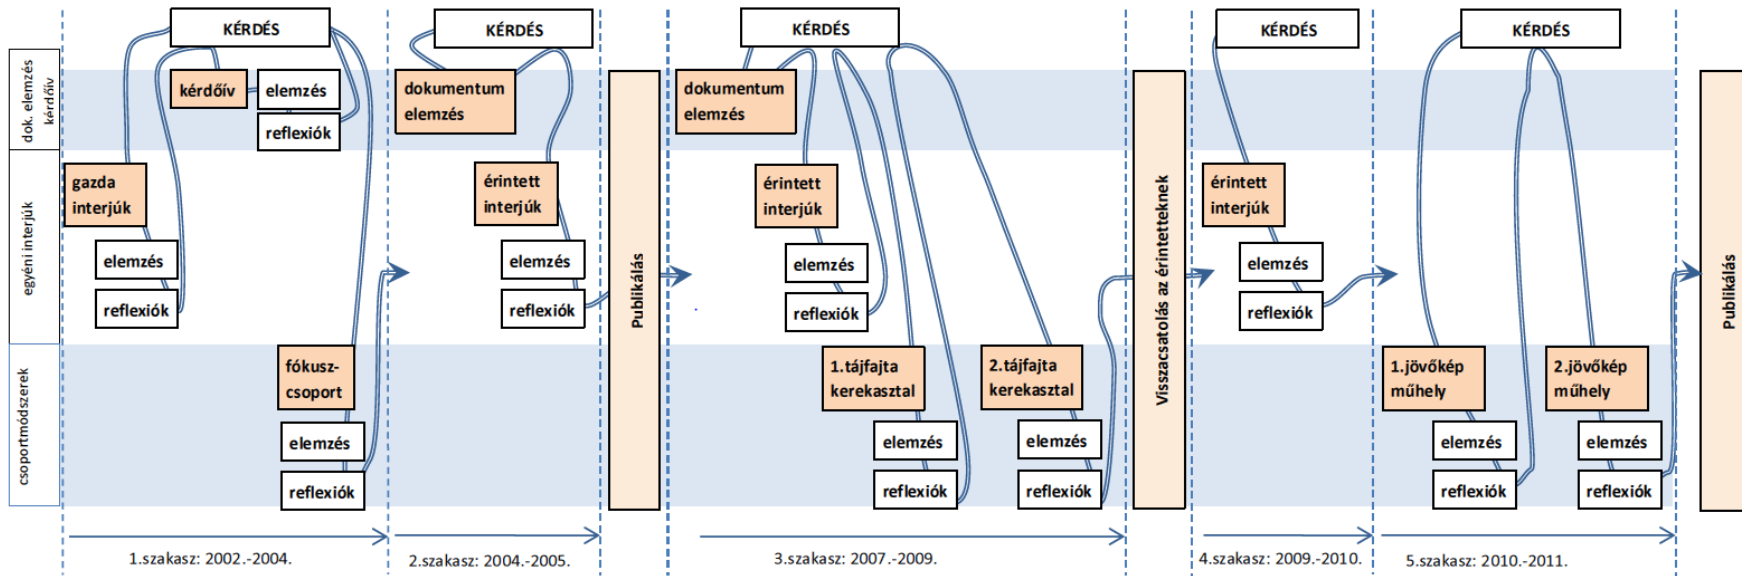 dok. elemzés
kérdőív
egyéni interjúk
csoportmódszerek
KÉRDÉS
kérdőív
elemzés
reflexiók
gazda
interjúk
elemzés
reflexiók
fókusz-
csoport
elemzés
reflexiók
1.szakasz: 2002.-2004.
KÉRDÉS
dokumentum
elemzés
érintett
interjúk
elemzés
reflexiók
2.szakasz: 2004.-2005.
Publikálás
KÉRDÉS
dokumentum
elemzés
érintett
interjúk
elemzés
reflexiók
1.tájfajta
kerekasztal
elemzés
reflexiók
2.tájfajta
kerekasztal
elemzés
reflexiók
3.szakasz: 2007.-2009.
Visszacsatolás az érintetteknek
KÉRDÉS
érintett
interjúk
elemzés
reflexiók
4.szakasz: 2009.-2010.
KÉRDÉS
1.jövőkép
műhely
elemzés
reflexiók
2.jövőkép
műhely
elemzés
reflexiók
5.szakasz: 2010.-2011.
Publikálás